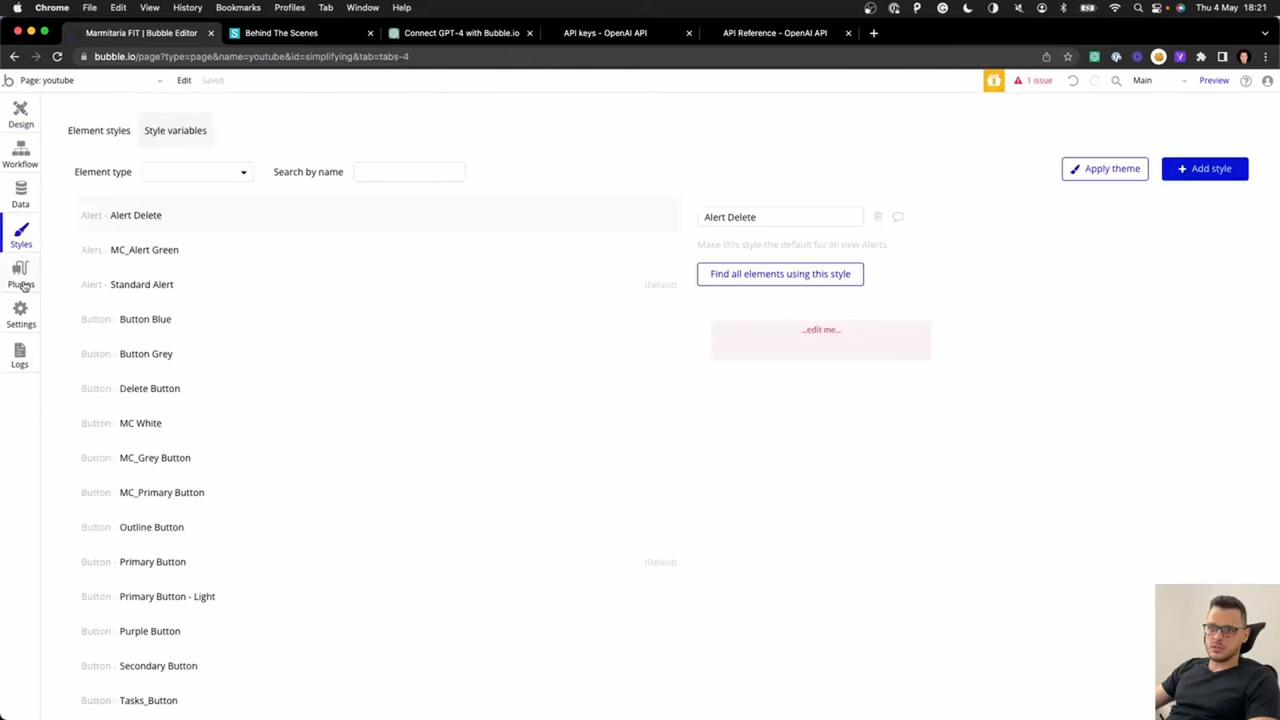 Chrome File Edit View History Bookmarks Profiles Tab Window Help Thu 4 May 18:21
Marmitaria FIT | Bubble Editor Behind The Scenes Connect GPT-4 with Bubble.io API keys - OpenAI API API Reference - OpenAI API
bubble.io/page?type=page&name=youtube&id=simplifying&tab=tabs-4
Page: youtube Edit Saved 1 issue Main Preview
Design
Workflow
Data
Styles
Plugins
Settings
Logs
Element styles Style variables
Element type Search by name Apply theme + Add style
Alert - Alert Delete
Alert - MC_Alert Green
Alert - Standard Alert (Default)
Button - Button Blue
Button - Button Grey
Button - Delete Button
Button - MC White
Button - MC_Grey Button
Button - MC_Primary Button
Button - Outline Button
Button - Primary Button (Default)
Button - Primary Button - Light
Button - Purple Button
Button - Secondary Button
Button - Tasks_Button
Alert Delete
Make this style the default for all new Alerts
Find all elements using this style
...edit me...